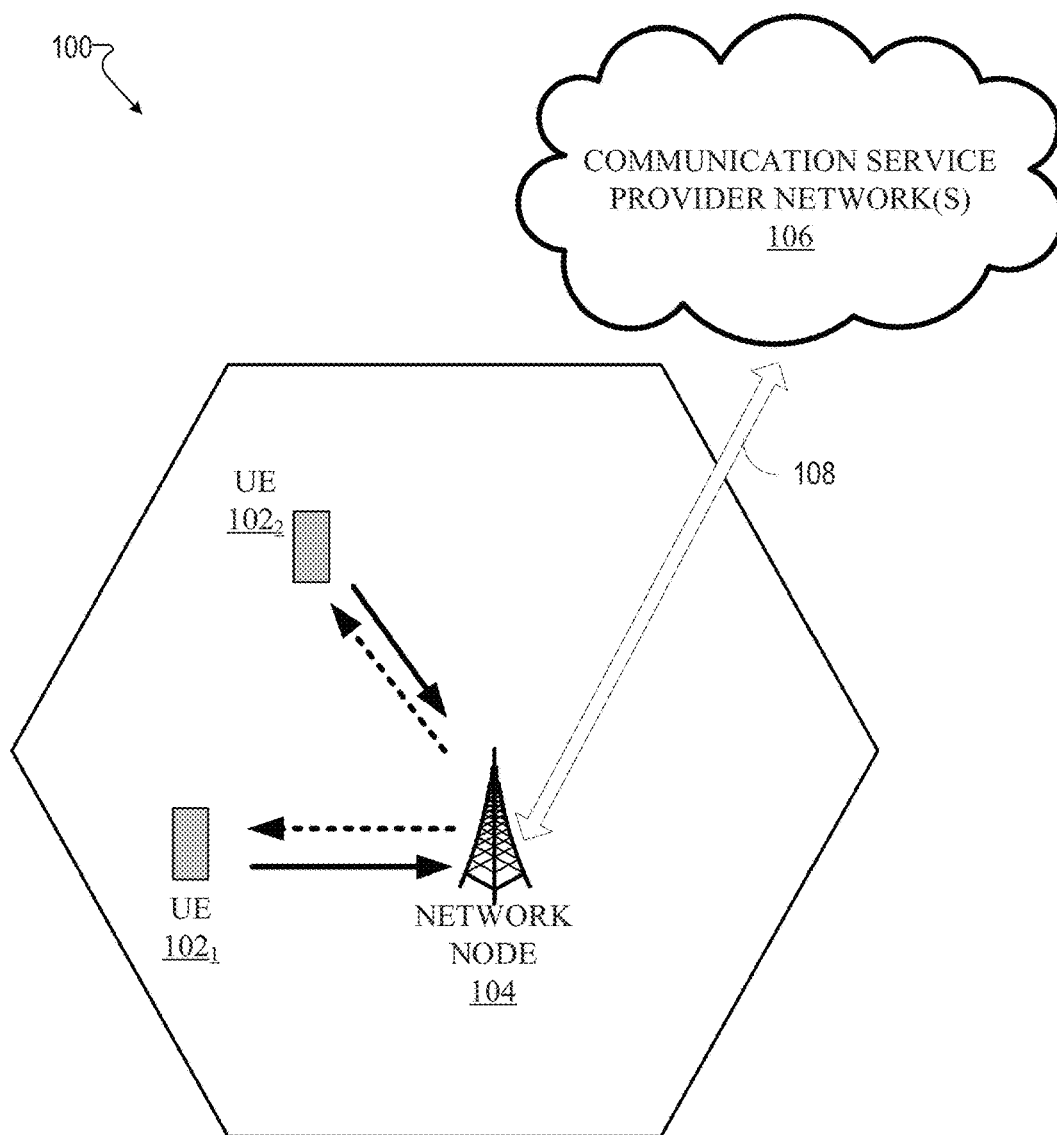 100
COMMUNICATION SERVICE
PROVIDER NETWORK(S)
106
108
UE
102₂
UE
102₁
NETWORK
NODE
104